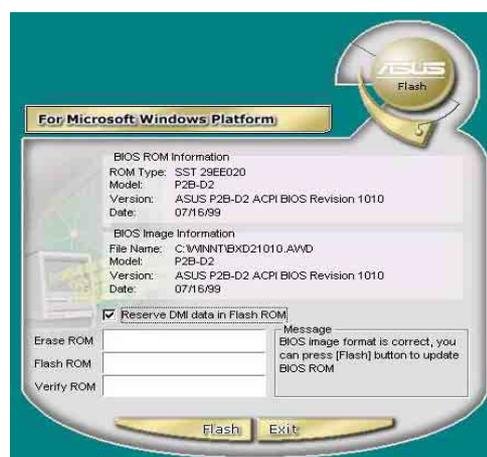 ASUS
Flash
For Microsoft Windows Platform
BIOS ROM Information
ROM Type: SST 29EE020
Model: P2B-D2
Version: ASUS P2B-D2 ACPI BIOS Revision 1010
Date: 07/16/99
BIOS Image Information
File Name: C:\WINNT\BXD21010.AWD
Model: P2B-D2
Version: ASUS P2B-D2 ACPI BIOS Revision 1010
Date: 07/16/99
Reserve DMI data in Flash ROM
Erase ROM
Flash ROM
Verify ROM
Message
BIOS image format is correct, you
can press [Flash] button to update
BIOS ROM
Flash Exit